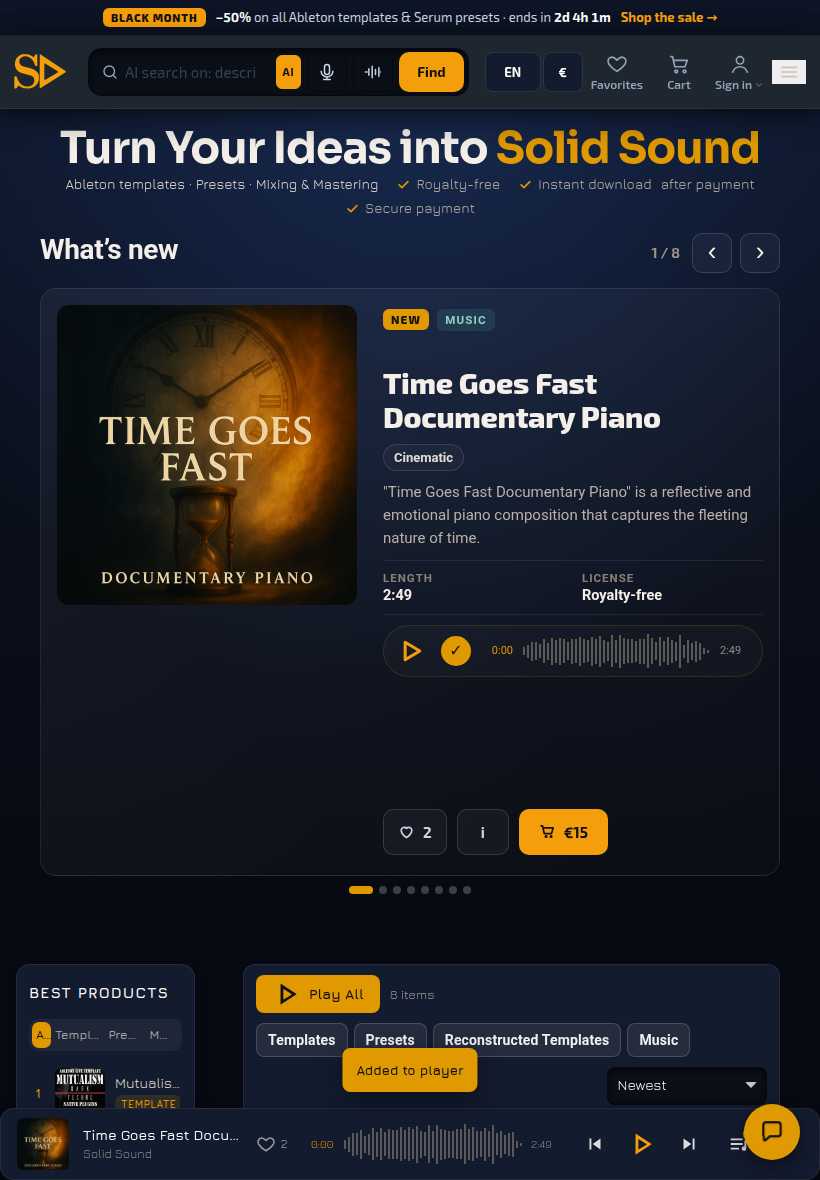 BLACK MONTH −50% on all Ableton templates & Serum presets · ends in 2d 4h 1m Shop the sale →
AI search on: descri AI Find EN € Favorites Cart Sign in
Turn Your Ideas into Solid Sound
Ableton templates · Presets · Mixing & Mastering ✓ Royalty-free ✓ Instant download after payment
✓ Secure payment
What's new
1 / 8
NEW MUSIC
TIME GOES
FAST
DOCUMENTARY PIANO
Time Goes Fast
Documentary Piano
Cinematic
"Time Goes Fast Documentary Piano" is a reflective and
emotional piano composition that captures the fleeting
nature of time.
LENGTH LICENSE
2:49 Royalty-free
0:00 2:49
2 i €15
BEST PRODUCTS
A... Templ... Pre... M...
1 MUTUALISM Mutualis...
TEMPLATE
Play All 8 items
Templates Presets Reconstructed Templates Music
Added to player
Newest
TIME GOES
FAST
Time Goes Fast Docu...
Solid Sound
2 0:00 2:49